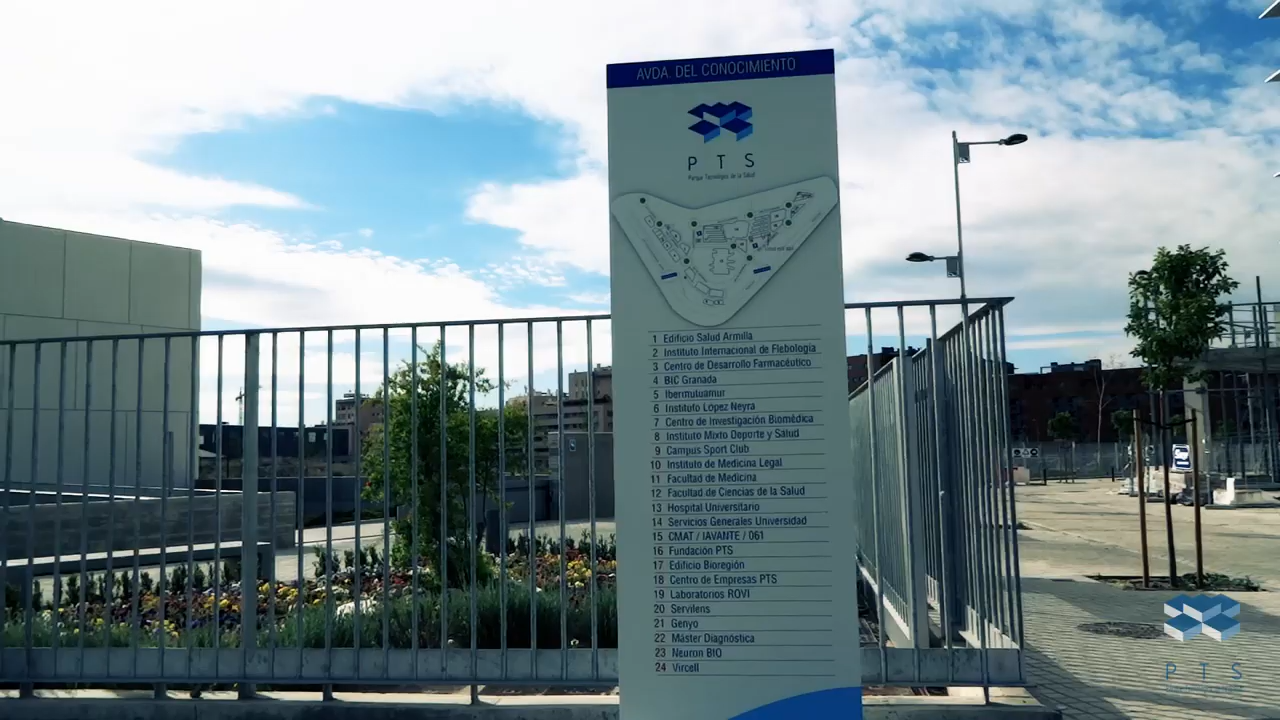 AVDA. DEL CONOCIMIENTO
PTS
Parque Tecnológico de la Salud
1 Edificio Salud Armilla
2 Instituto Internacional de Flebología
3 Centro de Desarrollo Farmacéutico
4 BIC Granada
5 Ibermutuamur
6 Instituto López Neyra
7 Centro de Investigación Biomédica
8 Instituto Mixto Deporte y Salud
9 Campus Sport Club
10 Instituto de Medicina Legal
11 Facultad de Medicina
12 Facultad de Ciencias de la Salud
13 Hospital Universitario
14 Servicios Generales Universidad
15 CMAT / IAVANTE / 061
16 Fundación PTS
17 Edificio Bioregión
18 Centro de Empresas PTS
19 Laboratorios ROVI
20 Servilens
21 Genyo
22 Máster Diagnóstica
23 Neuron BIO
24 Vircell
PTS